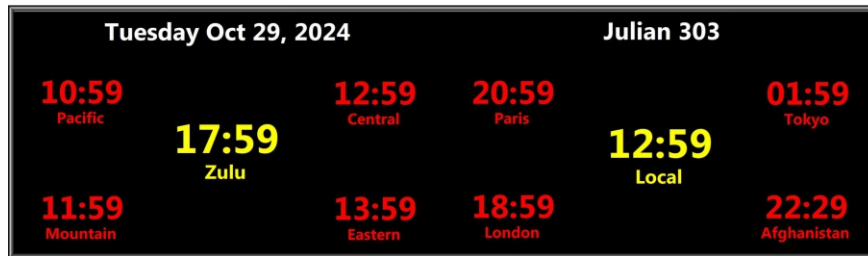 Tuesday Oct 29, 2024
Julian 303
10:59
Pacific
12:59
Central
17:59
Zulu
11:59
Mountain
13:59
Eastern
20:59
Paris
01:59
Tokyo
12:59
Local
18:59
London
22:29
Afghanistan